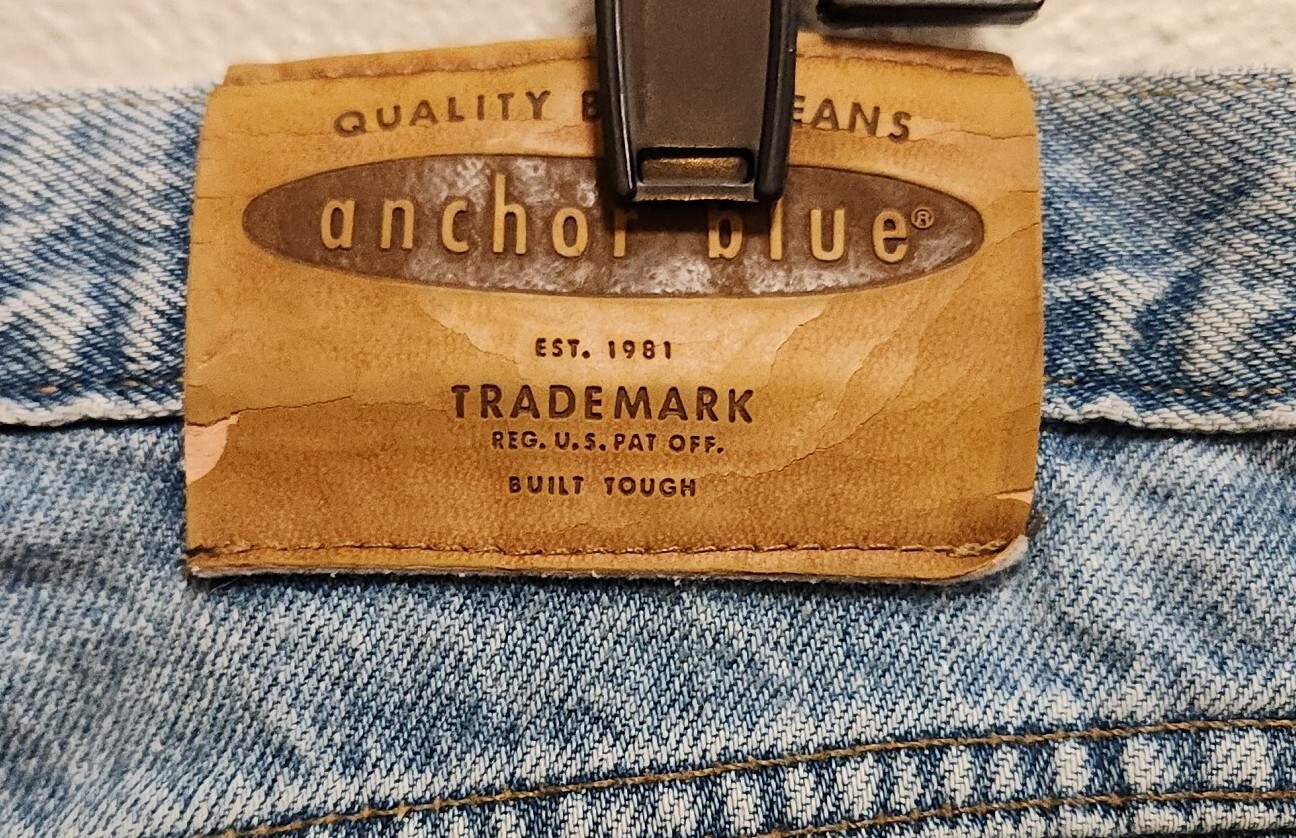 QUALITY
anchor blue®
EST. 1981
TRADEMARK
REG. U.S. PAT OFF.
BUILT TOUGH